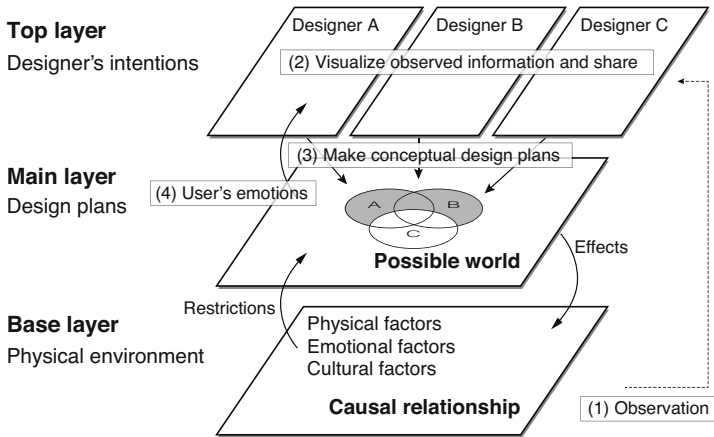 Top layer
Designer's intentions
Designer A
Designer B
Designer C
(2) Visualize observed information and share
(3) Make conceptual design plans
Main layer
Design plans
(4) User's emotions
A
B
C
Possible world
Effects
Restrictions
Base layer
Physical environment
Physical factors
Emotional factors
Cultural factors
Causal relationship
(1) Observation